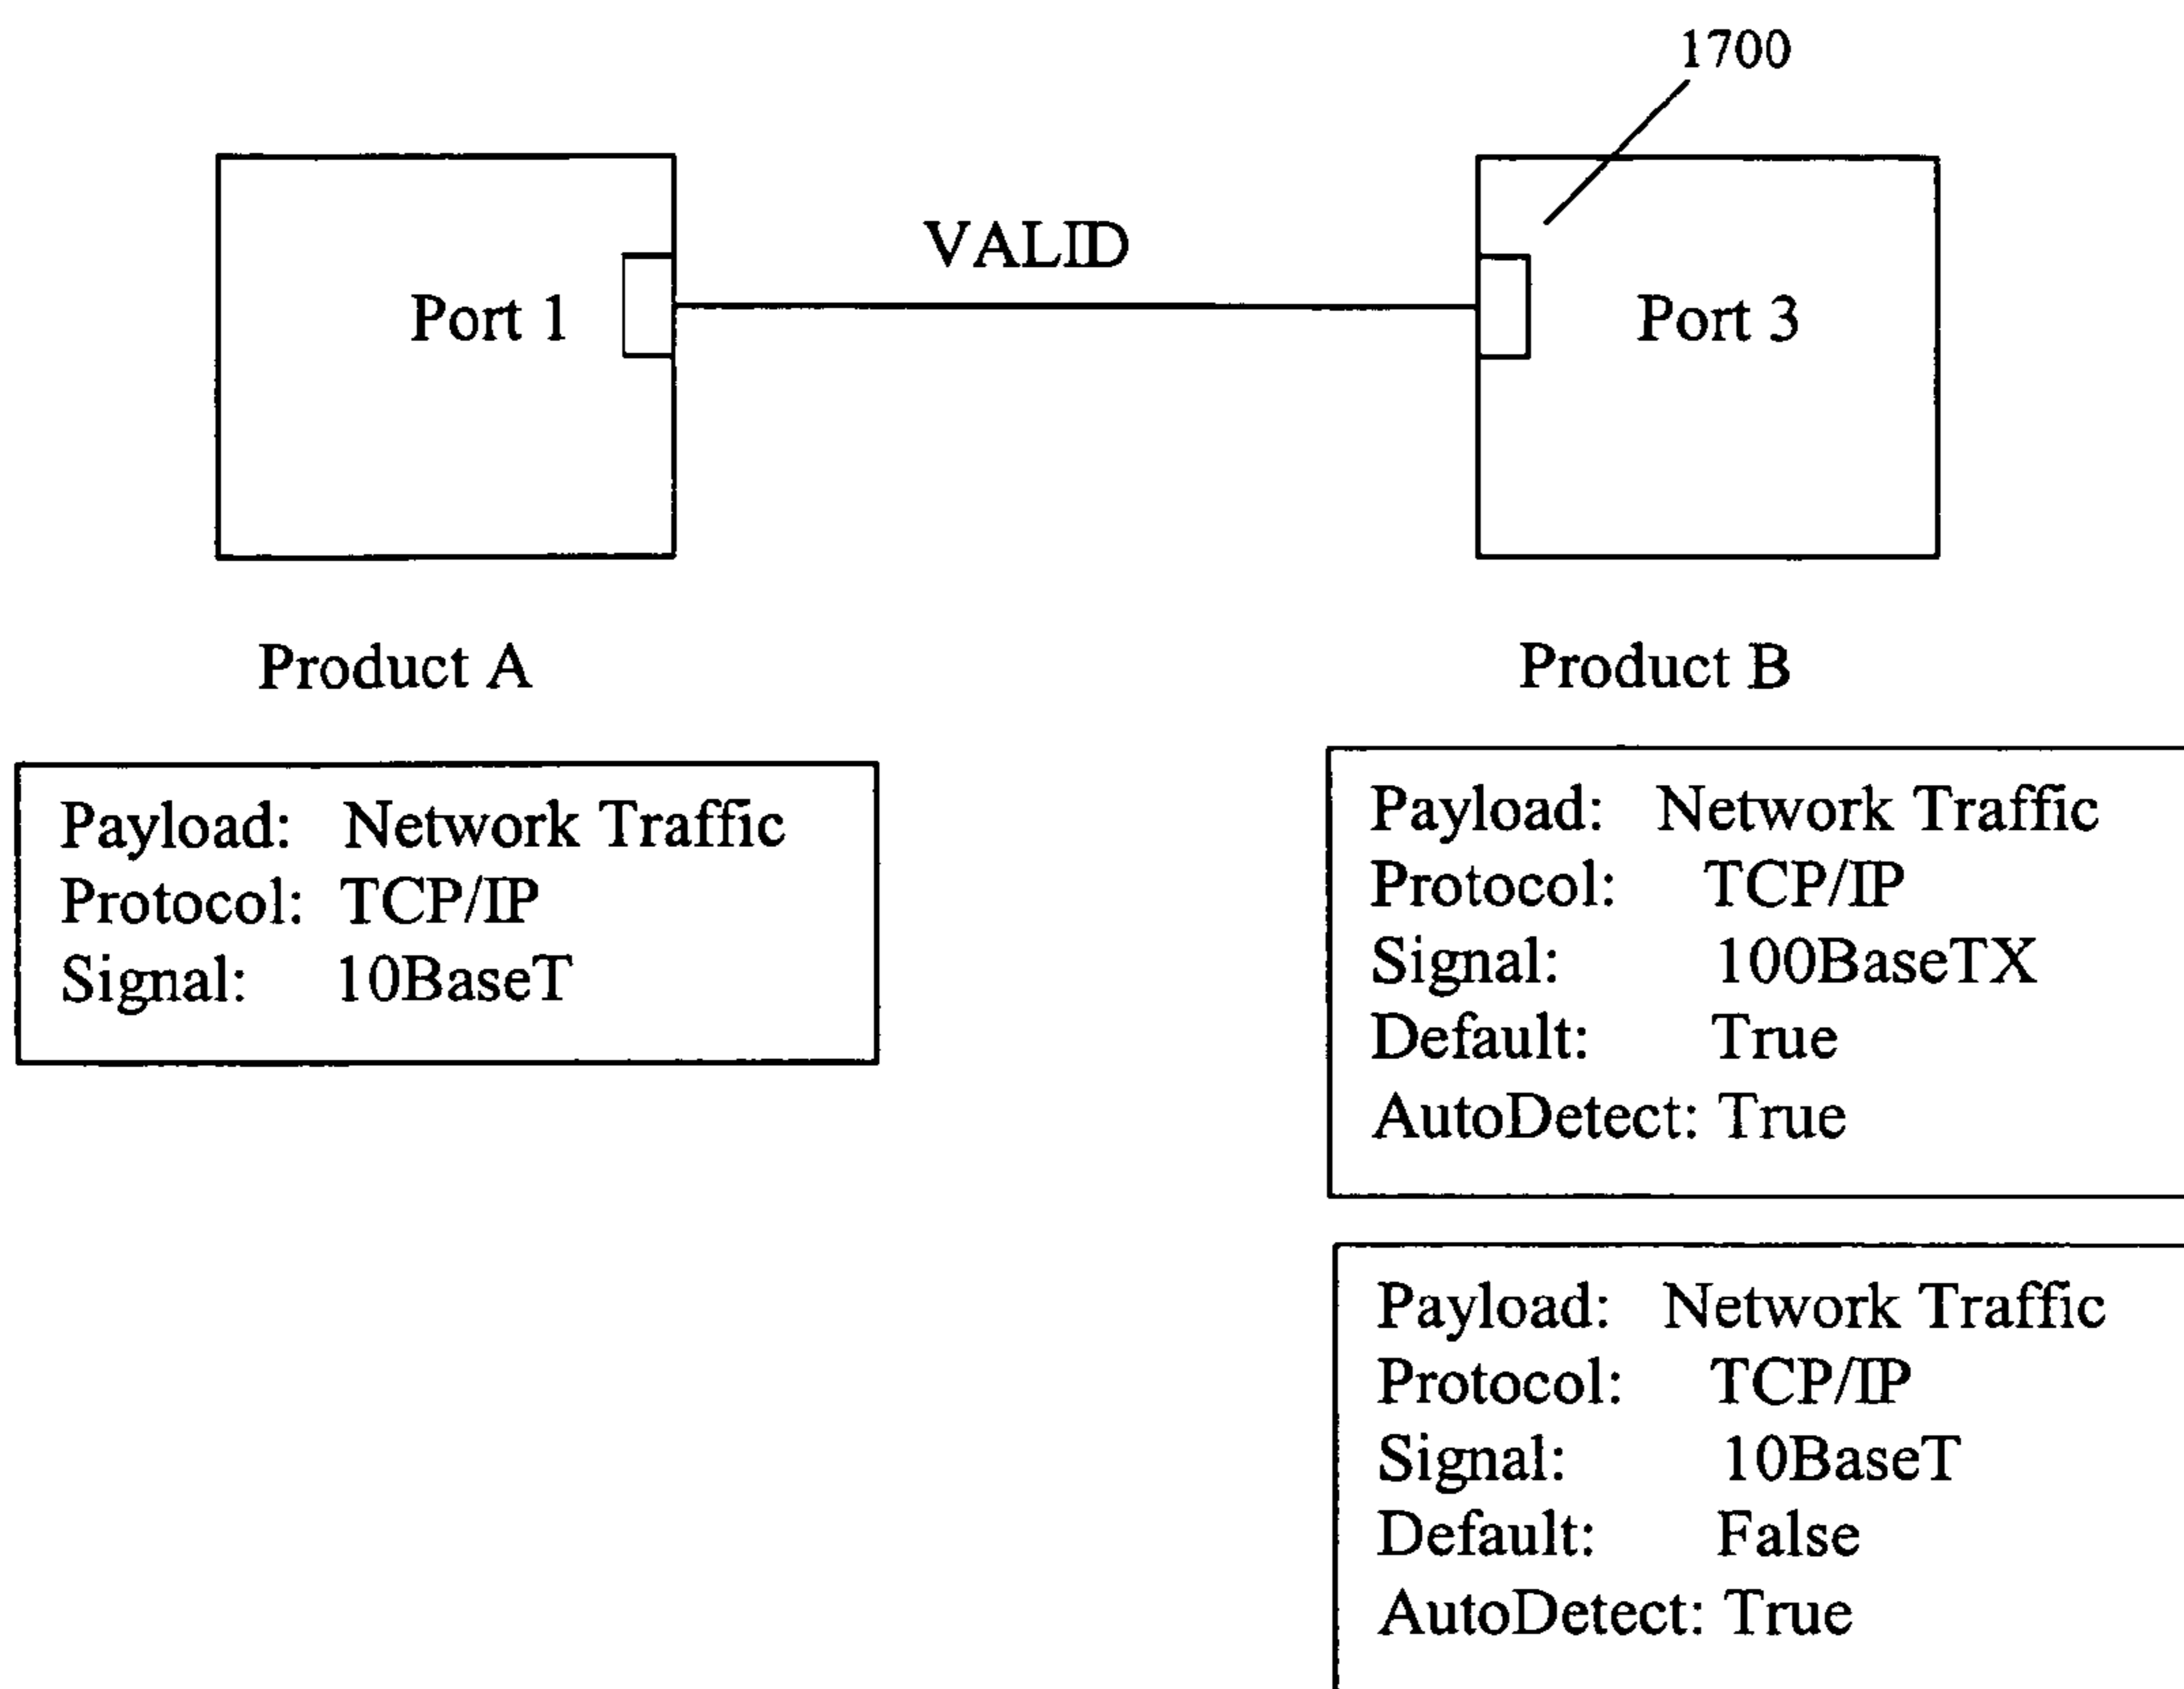 1700
VALID
Port 1
Port 3
Product A
Product B
Payload: Network Traffic
Protocol: TCP/IP
Signal: 10BaseT
Payload: Network Traffic
Protocol: TCP/IP
Signal: 100BaseTX
Default: True
AutoDetect: True
Payload: Network Traffic
Protocol: TCP/IP
Signal: 10BaseT
Default: False
AutoDetect: True